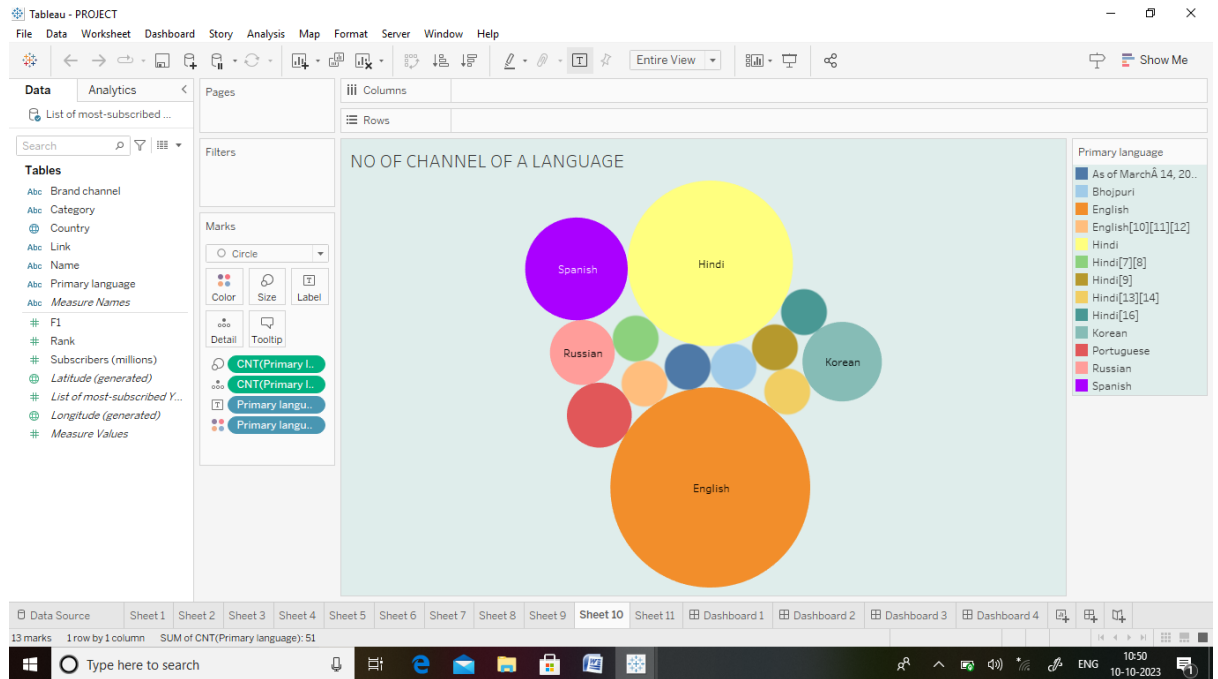 Tableau - PROJECT
File Data Worksheet Dashboard Story Analysis Map Format Server Window Help
Entire View
Show Me
Data Analytics
List of most-subscribed ...
Search
Tables
Abc Brand channel
Abc Category
Country
Abc Link
Abc Name
Abc Primary language
Abc Measure Names
# F1
# Rank
# Subscribers (millions)
Latitude (generated)
# List of most-subscribed Y...
Longitude (generated)
# Measure Values
Pages
Filters
Marks
Circle
Color Size Label
Detail Tooltip
CNT(Primary l..
CNT(Primary l..
Primary langu..
Primary langu..
Columns
Rows
NO OF CHANNEL OF A LANGUAGE
Spanish
Hindi
Russian
Korean
English
Primary language
As of MarchÂ 14, 20..
Bhojpuri
English
English[10][11][12]
Hindi
Hindi[7][8]
Hindi[9]
Hindi[13][14]
Hindi[16]
Korean
Portuguese
Russian
Spanish
Data Source Sheet 1 Sheet 2 Sheet 3 Sheet 4 Sheet 5 Sheet 6 Sheet 7 Sheet 8 Sheet 9 Sheet 10 Sheet 11 Dashboard 1 Dashboard 2 Dashboard 3 Dashboard 4
13 marks 1 row by 1 column SUM of CNT(Primary language): 51
Type here to search
ENG
10:50
10-10-2023
1